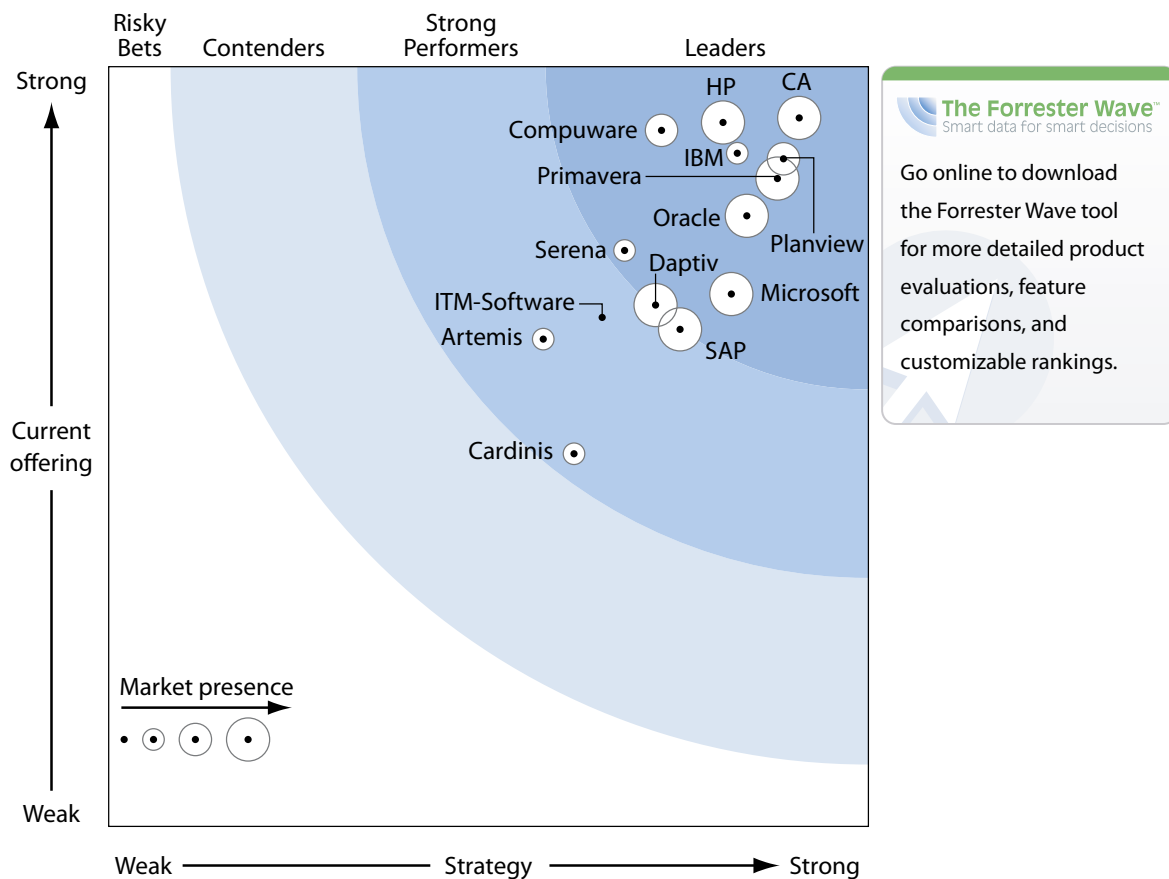 Risky
Bets
Contenders
Strong
Performers
Leaders
Strong
HP
CA
Compuware
IBM
Primavera
Oracle
Planview
Serena
Daptiv
Microsoft
ITM-Software
Artemis
SAP
Cardinis
Current
offering
Market presence
Weak
Weak
Strategy
Strong
The Forrester Wave™
Smart data for smart decisions
Go online to download
the Forrester Wave tool
for more detailed product
evaluations, feature
comparisons, and
customizable rankings.